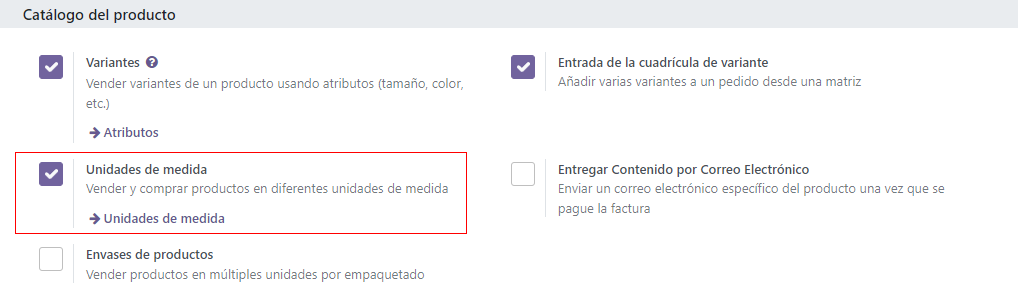 Catálogo del producto
Variantes ?
Vender variantes de un producto usando atributos (tamaño, color,
etc.)
Atributos
Entrada de la cuadrícula de variante
Añadir varias variantes a un pedido desde una matriz
Unidades de medida
Vender y comprar productos en diferentes unidades de medida
Unidades de medida
Entregar Contenido por Correo Electrónico
Enviar un correo electrónico específico del producto una vez que se
pague la factura
Envases de productos
Vender productos en múltiples unidades por empaquetado